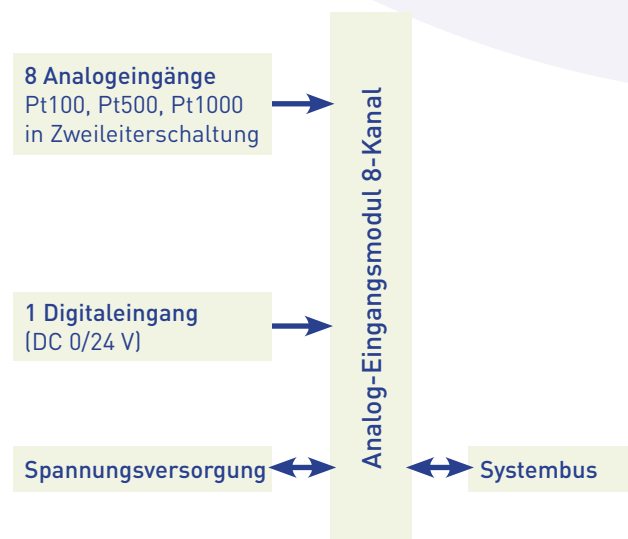 8 Analogeingänge
Pt100, Pt500, Pt1000
in Zweileiterschaltung
1 Digitaleingang
(DC 0/24 V)
Spannungsversorgung
Analog-Eingangsmodul 8-Kanal
Systembus